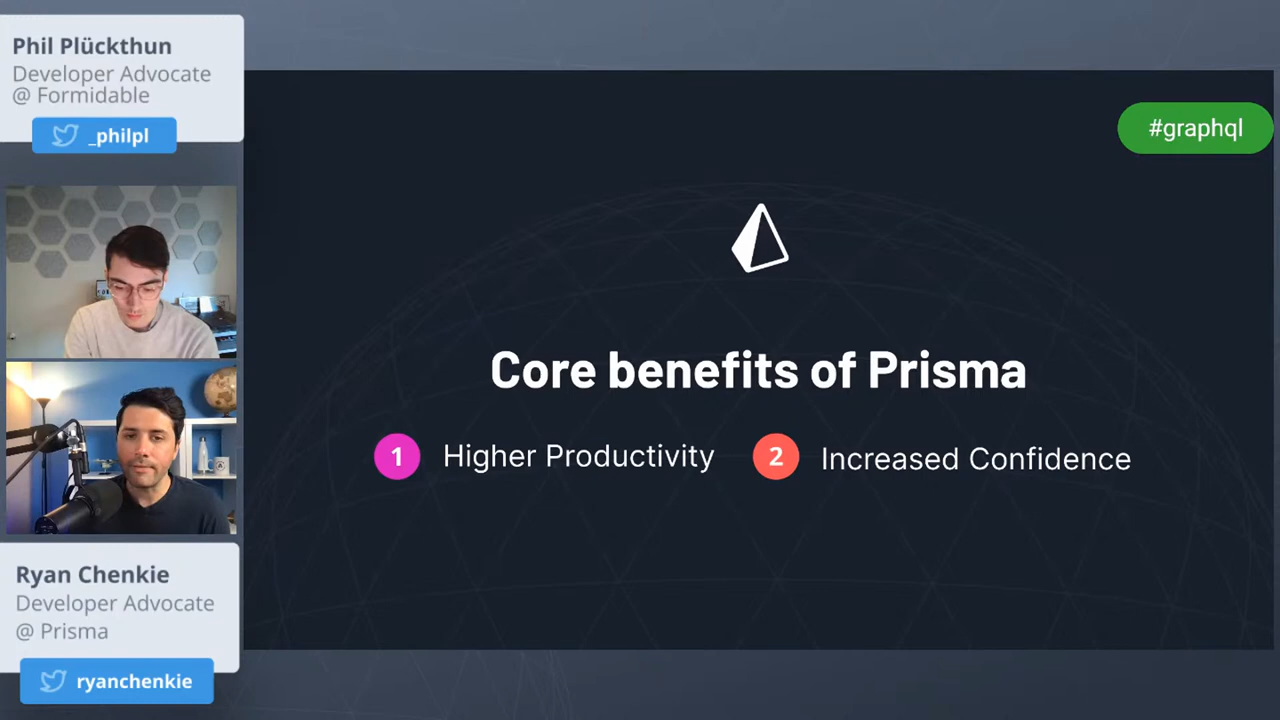 Phil Plückthun
Developer Advocate
@ Formidable
_philpl
#graphql
Core benefits of Prisma
1 Higher Productivity 2 Increased Confidence
Ryan Chenkie
Developer Advocate
@ Prisma
ryanchenkie